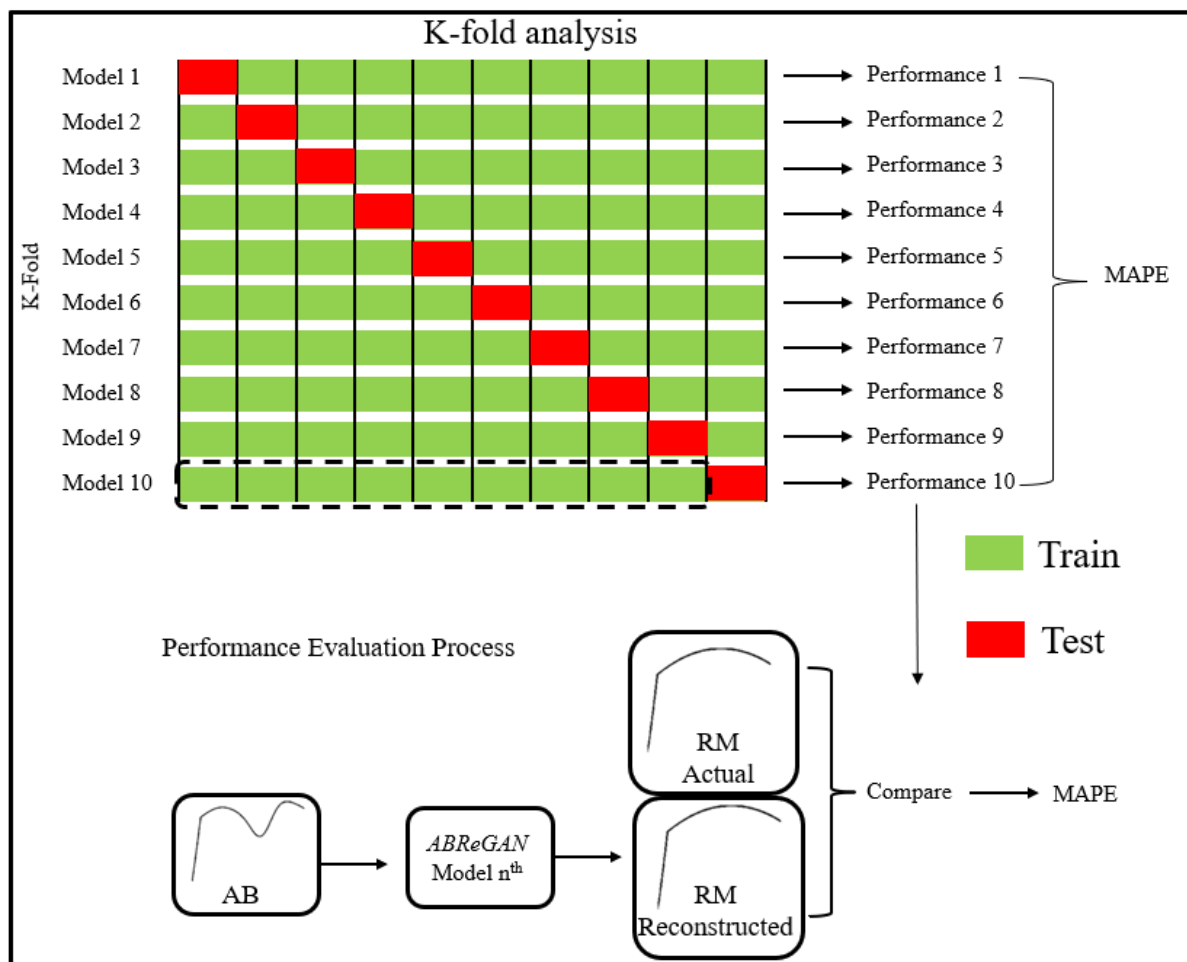 K-fold analysis
K-Fold
Model 1
Performance 1
Model 2
Performance 2
Model 3
Performance 3
Model 4
Performance 4
Model 5
Performance 5
Model 6
Performance 6
Model 7
Performance 7
Model 8
Performance 8
Model 9
Performance 9
Model 10
Performance 10
MAPE
Train
Test
Performance Evaluation Process
AB
ABReGAN
Model nth
RM
Actual
RM
Reconstructed
Compare
MAPE